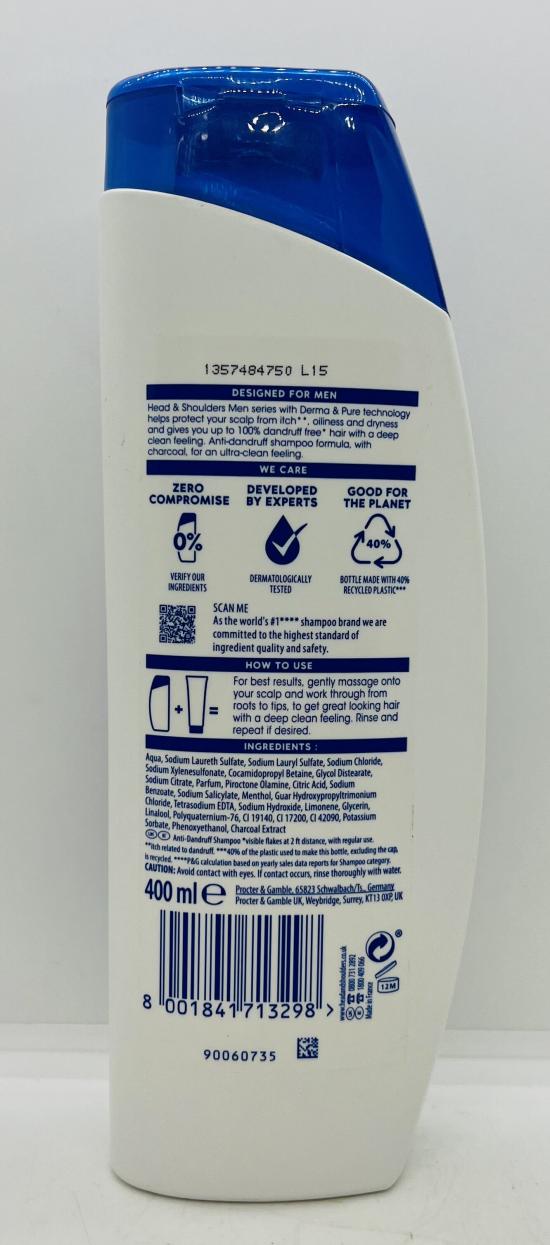 1357484750 L15
DESIGNED FOR MEN
Head & Shoulders Men series with Derma & Pure technology
helps protect your scalp from itch**, oiliness and dryness
and gives you up to 100% dandruff free* hair with a deep
clean feeling. Anti-dandruff shampoo formula, with
charcoal, for an ultra-clean feeling.
WE CARE
ZERO
COMPROMISE
0%
VERIFY OUR
INGREDIENTS
DEVELOPED
BY EXPERTS
DERMATOLOGICALLY
TESTED
GOOD FOR
THE PLANET
40%
BOTTLE MADE WITH 40%
RECYCLED PLASTIC***
SCAN ME
As the world's #1**** shampoo brand we are
committed to the highest standard of
ingredient quality and safety.
HOW TO USE
For best results, gently massage onto
your scalp and work through from
roots to tips, to get great looking hair
with a deep clean feeling. Rinse and
repeat if desired.
INGREDIENTS :
Aqua, Sodium Laureth Sulfate, Sodium Lauryl Sulfate, Sodium Chloride,
Sodium Xylenesulfonate, Cocamidopropyl Betaine, Glycol Distearate,
Sodium Citrate, Parfum, Piroctone Olamine, Citric Acid, Sodium
Benzoate, Sodium Salicylate, Menthol, Guar Hydroxypropyltrimonium
Chloride, Tetrasodium EDTA, Sodium Hydroxide, Limonene, Glycerin,
Linalool, Polyquaternium-76, CI 19140, CI 17200, CI 42090, Potassium
Sorbate, Phenoxyethanol, Charcoal Extract
Anti-Dandruff Shampoo *visible flakes at 2 ft distance, with regular use.
**itch related to dandruff. ***40% of the plastic used to make this bottle, excluding the cap,
is recycled. ****P&G calculation based on yearly sales data reports for Shampoo category.
CAUTION: Avoid contact with eyes. If contact occurs, rinse thoroughly with water.
400 ml e
Procter & Gamble, 65823 Schwalbach/Ts., Germany
Procter & Gamble UK, Weybridge, Surrey, KT13 0XP, UK
8 001841 713298 >
www.headandshoulders.co.uk
0800 731 2892
1800 409 066
Made in France
12M
90060735